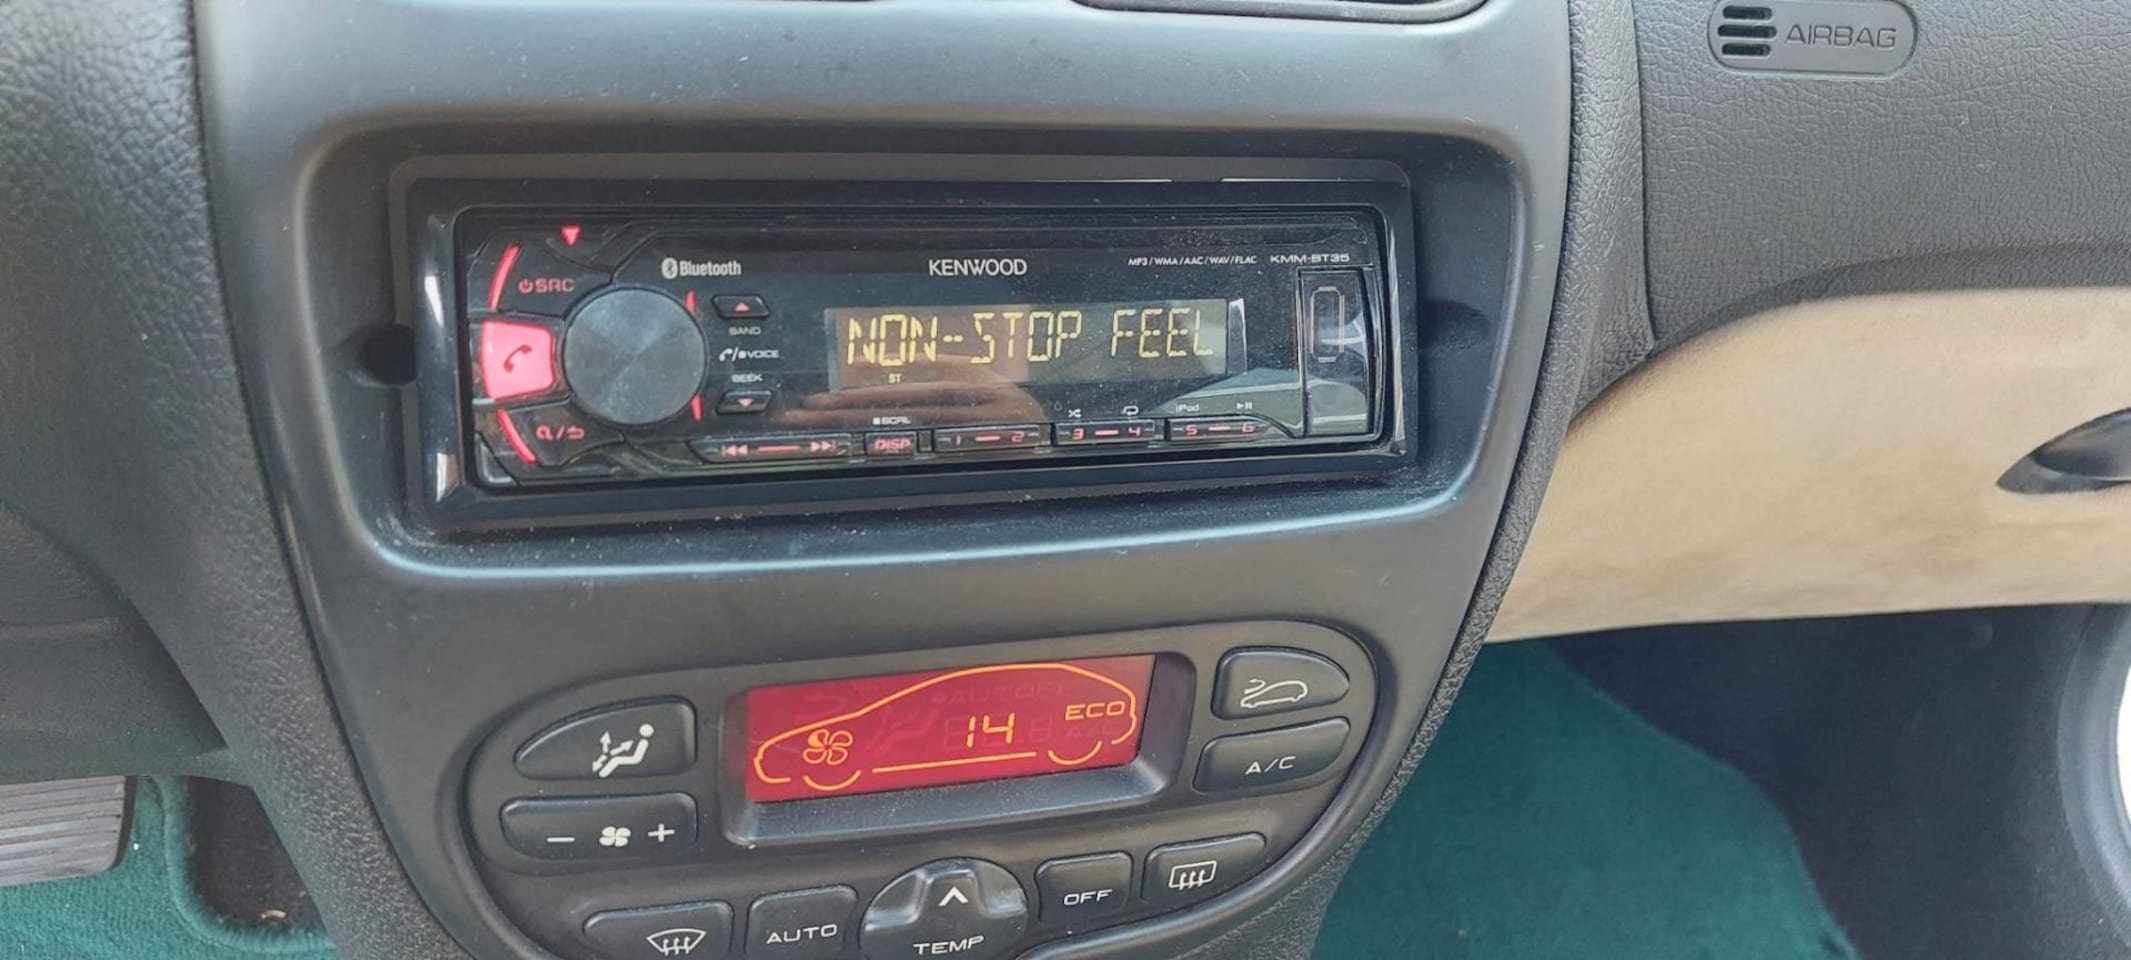 AIRBAG
SRC
Bluetooth
KENWOOD
MP3/WMA/AAC/WAV/FLAC KMM-BT35
BAND
VOICE
SEEK
NON-STOP FEEL
ST
SCRL
iPod
DISP 1 2 3 4 5 6
14 ECO
A/C
- +
AUTO
TEMP
OFF